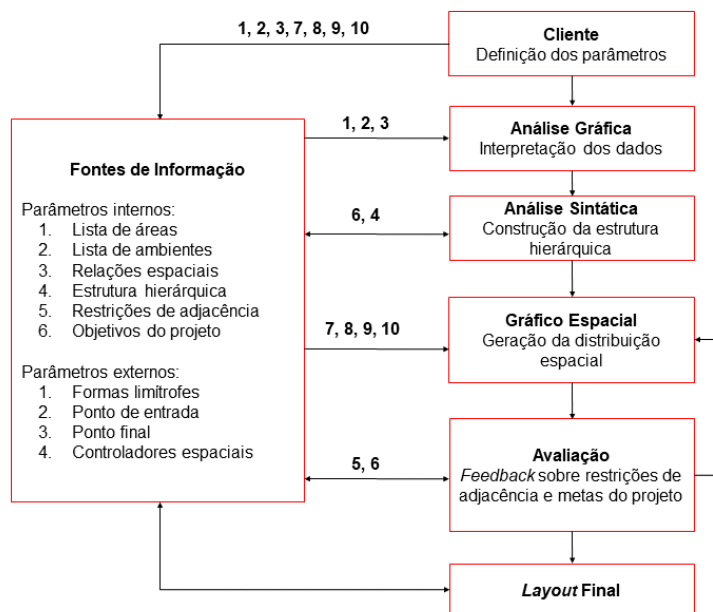 1, 2, 3, 7, 8, 9, 10
Cliente
Definição dos parâmetros
1, 2, 3
Análise Gráfica
Interpretação dos dados
Fontes de Informação
Parâmetros internos:
1. Lista de áreas
2. Lista de ambientes
3. Relações espaciais
4. Estrutura hierárquica
5. Restrições de adjacência
6. Objetivos do projeto
Parâmetros externos:
1. Formas limítrofes
2. Ponto de entrada
3. Ponto final
4. Controladores espaciais
6, 4
Análise Sintática
Construção da estrutura
hierárquica
7, 8, 9, 10
Gráfico Espacial
Geração da distribuição
espacial
5, 6
Avaliação
Feedback sobre restrições de
adjacência e metas do projeto
Layout Final